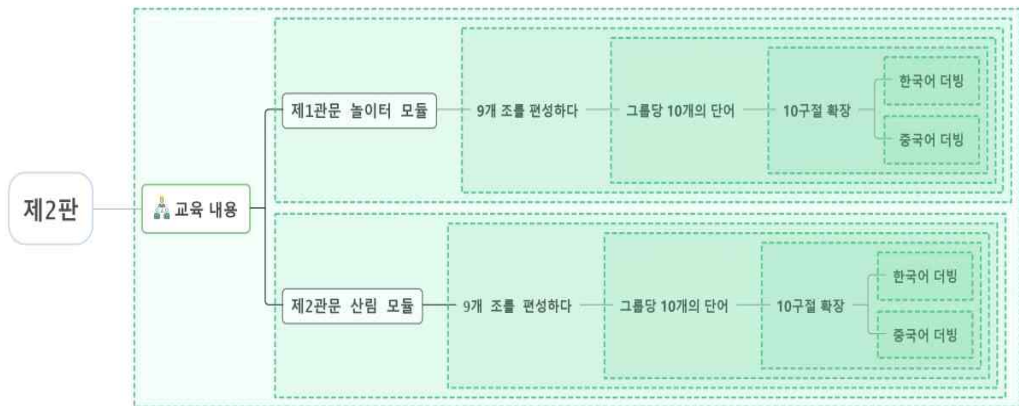 제2판
교육 내용
제1관문 놀이터 모듈
9개 조를 편성하다
그룹당 10개의 단어
10구절 확장
한국어 더빙
중국어 더빙
제2관문 산림 모듈
9개 조를 편성하다
그룹당 10개의 단어
10구절 확장
한국어 더빙
중국어 더빙